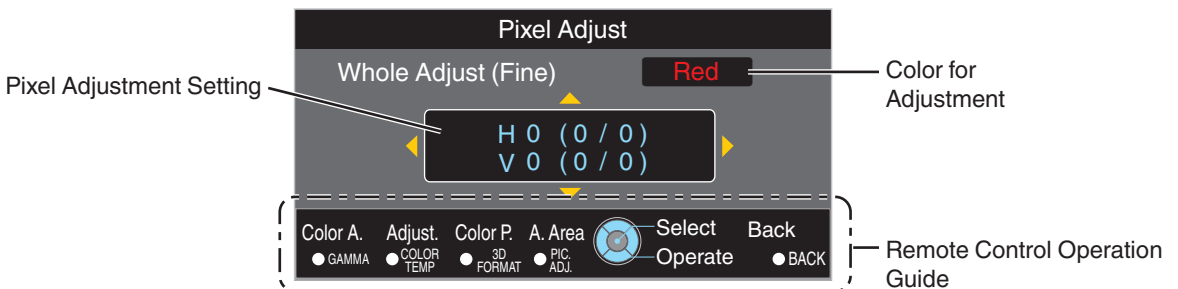 Pixel Adjust
Whole Adjust (Fine)
Red
Pixel Adjustment Setting
Color for
Adjustment
H 0 (0 / 0)
V 0 (0 / 0)
Color A.
GAMMA
Adjust.
COLOR
TEMP
Color P.
3D
FORMAT
A. Area
PIC.
ADJ.
Select
Operate
Back
BACK
Remote Control Operation
Guide